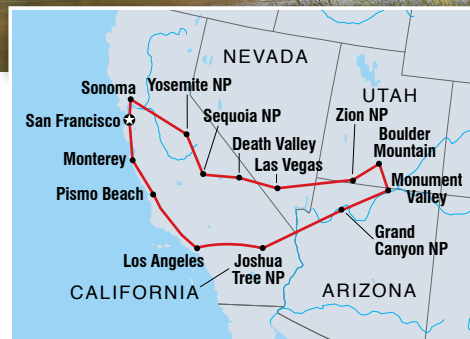 NEVADA
Sonoma
Yosemite NP
UTAH
San Francisco
Sequoia NP
Zion NP
Boulder
Mountain
Death Valley
Las Vegas
Monterey
Monument
Valley
Pismo Beach
Grand
Canyon NP
Los Angeles
Joshua
Tree NP
CALIFORNIA
ARIZONA